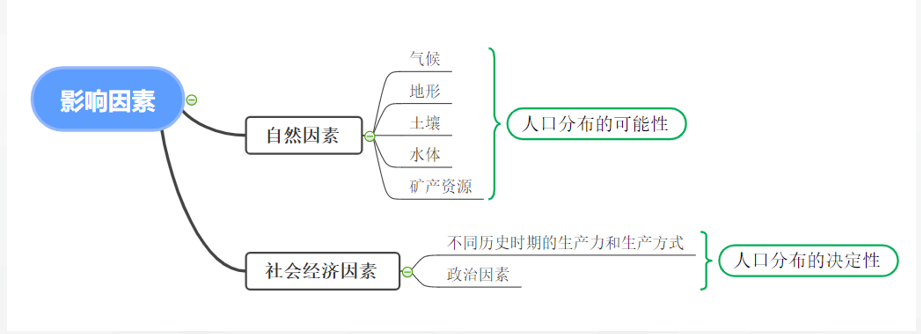 影响因素
自然因素
气候
地形
土壤
水体
矿产资源
人口分布的可能性
社会经济因素
不同历史时期的生产力和生产方式
政治因素
人口分布的决定性